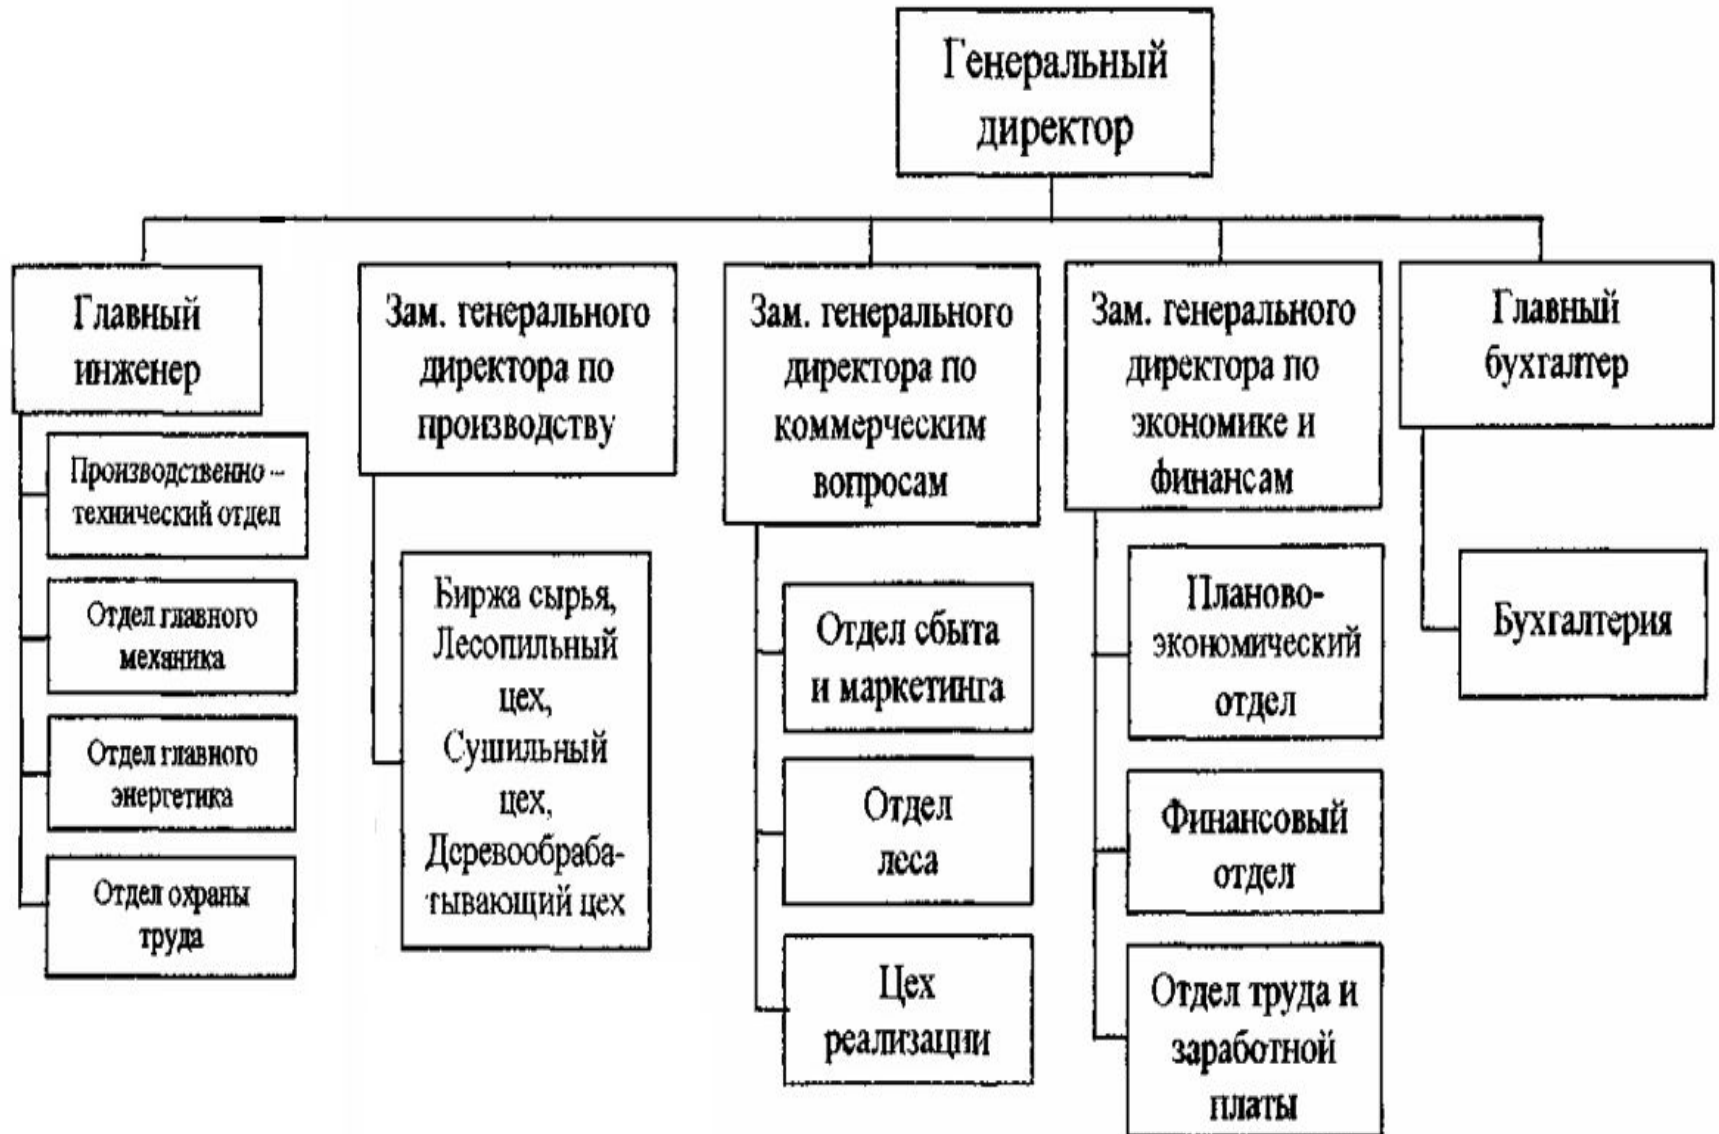 Генеральный
директор
Главный
инженер
Производственно –
технический отдел
Отдел главного
механика
Отдел главного
энергетика
Отдел охраны
труда
Зам. генерального
директора по
производству
Биржа сырья,
Лесопильный
цех,
Сушильный
цех,
Деревообраба-
тывающий цех
Зам. генерального
директора по
коммерческим
вопросам
Отдел сбыта
и маркетинга
Отдел
леса
Цех
реализации
Зам. генерального
директора по
экономике и
финансам
Планово-
экономический
отдел
Финансовый
отдел
Отдел труда и
заработной
платы
Главный
бухгалтер
Бухгалтерия